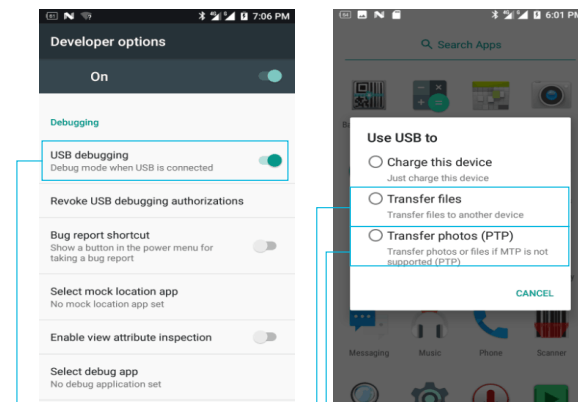 7:06 PM
Developer options
On
Debugging
USB debugging
Debug mode when USB is connected
Revoke USB debugging authorizations
Bug report shortcut
Show a button in the power menu for
taking a bug report
Select mock location app
No mock location app set
Enable view attribute inspection
Select debug app
No debug application set
6:01 PM
Search Apps
Use USB to
Charge this device
Just charge this device
Transfer files
Transfer files to another device
Transfer photos (PTP)
Transfer photos or files if MTP is not
supported (PTP)
CANCEL
Messaging
Music
Phone
Scanner